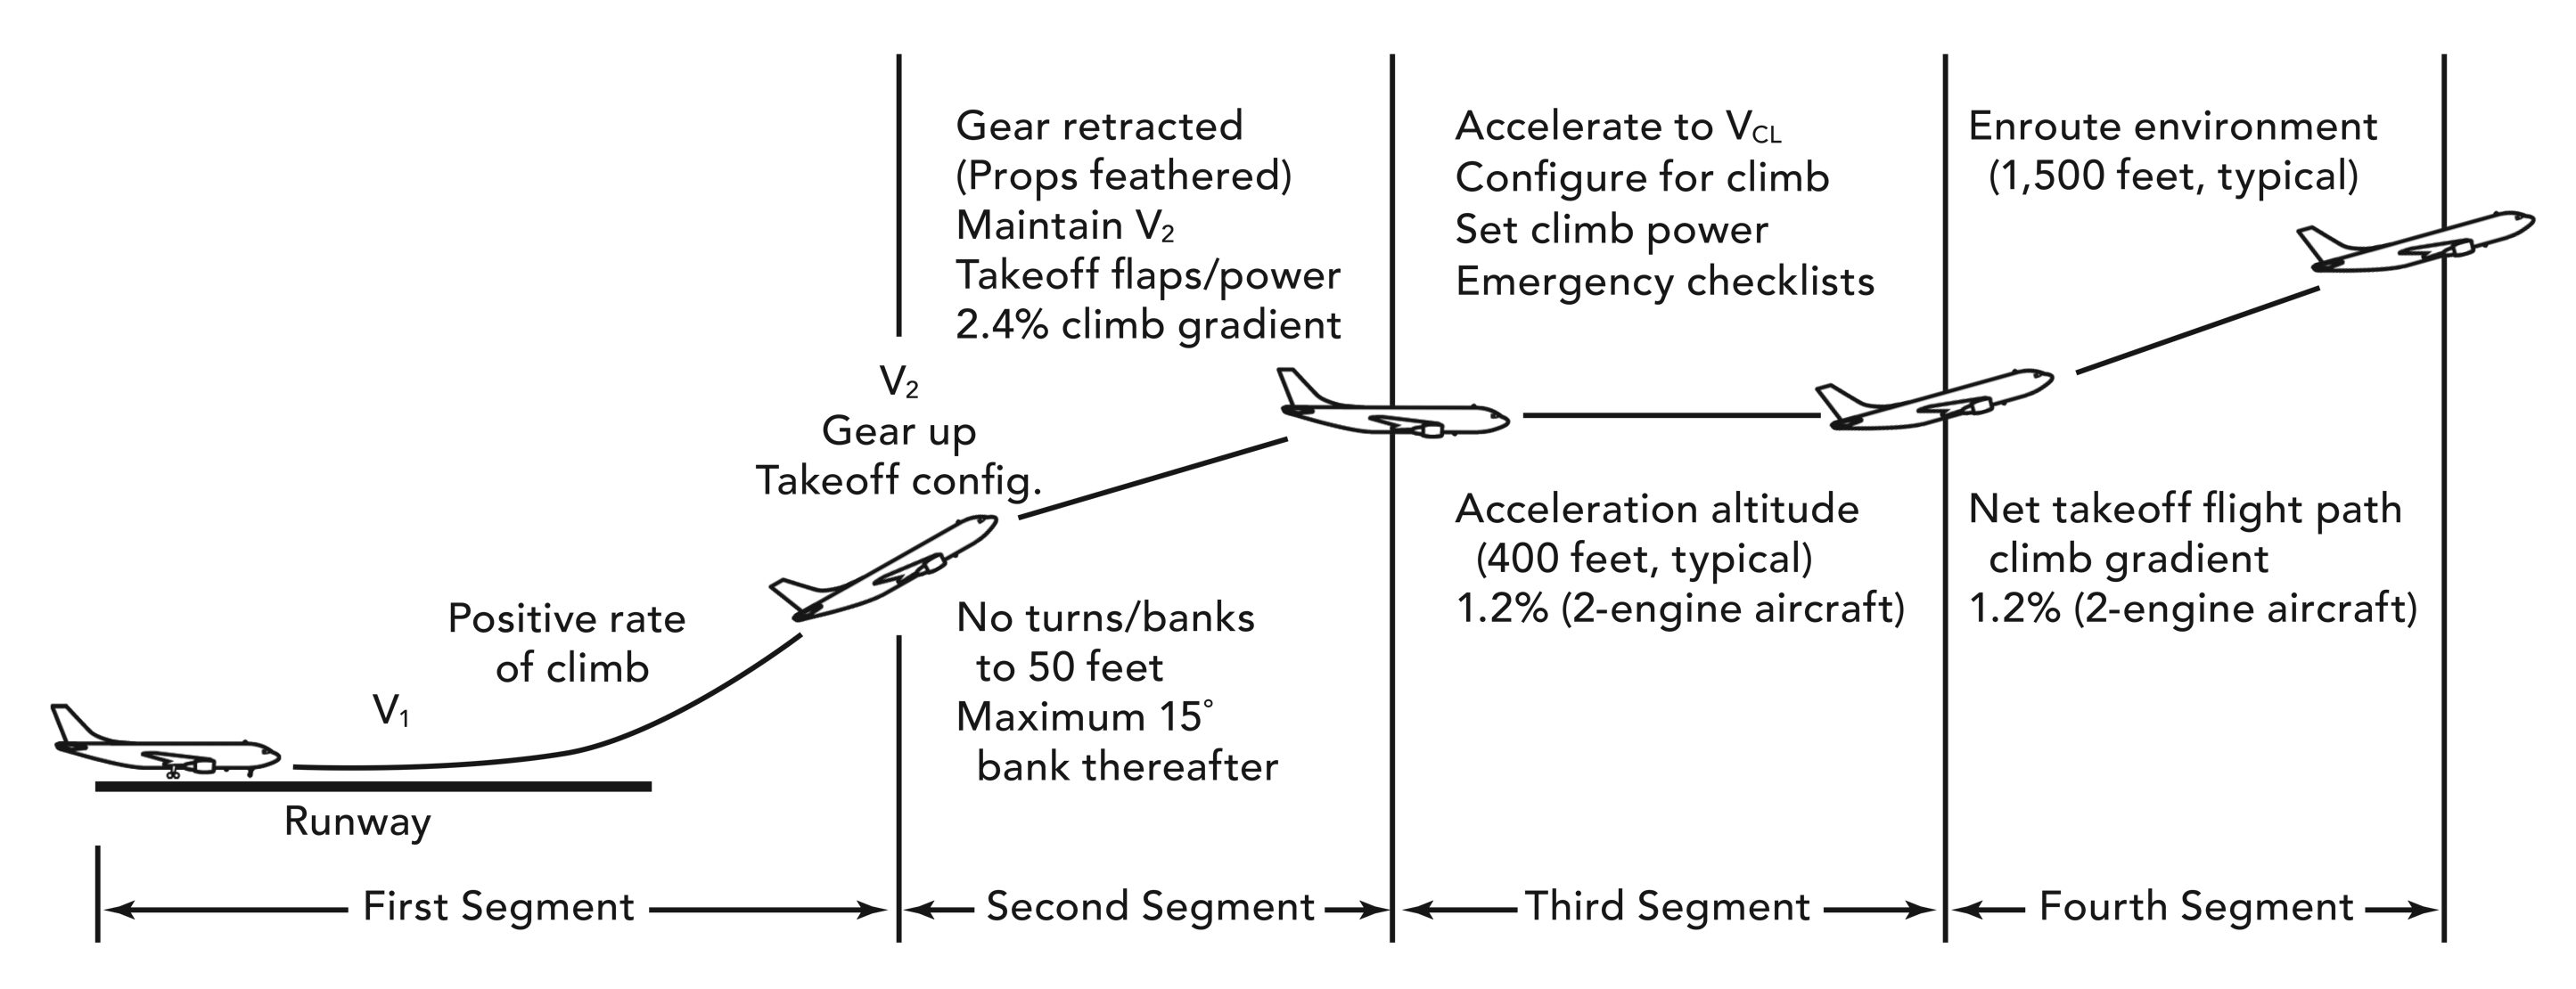 Gear retracted
(Props feathered)
Maintain V₂
Takeoff flaps/power
2.4% climb gradient
Accelerate to V_CL
Configure for climb
Set climb power
Emergency checklists
Enroute environment
(1,500 feet, typical)
V₂
Gear up
Takeoff config.
Positive rate
of climb
V₁
Runway
No turns/banks
to 50 feet
Maximum 15°
bank thereafter
Acceleration altitude
(400 feet, typical)
1.2% (2-engine aircraft)
Net takeoff flight path
climb gradient
1.2% (2-engine aircraft)
First Segment
Second Segment
Third Segment
Fourth Segment